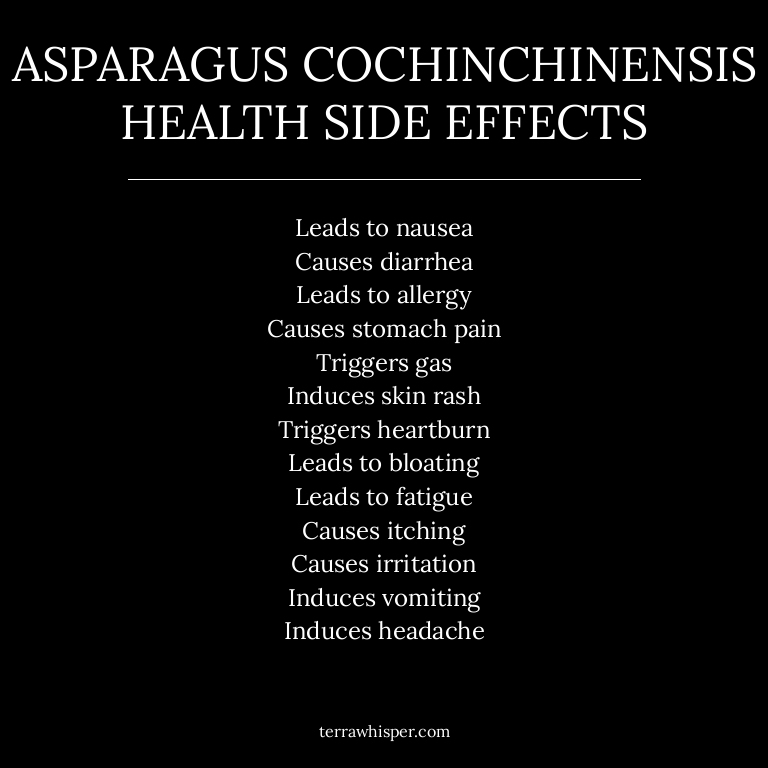 ASPARAGUS COCHINCHINENSIS
HEALTH SIDE EFFECTS
Leads to nausea
Causes diarrhea
Leads to allergy
Causes stomach pain
Triggers gas
Induces skin rash
Triggers heartburn
Leads to bloating
Leads to fatigue
Causes itching
Causes irritation
Induces vomiting
Induces headache
terrawhisper.com